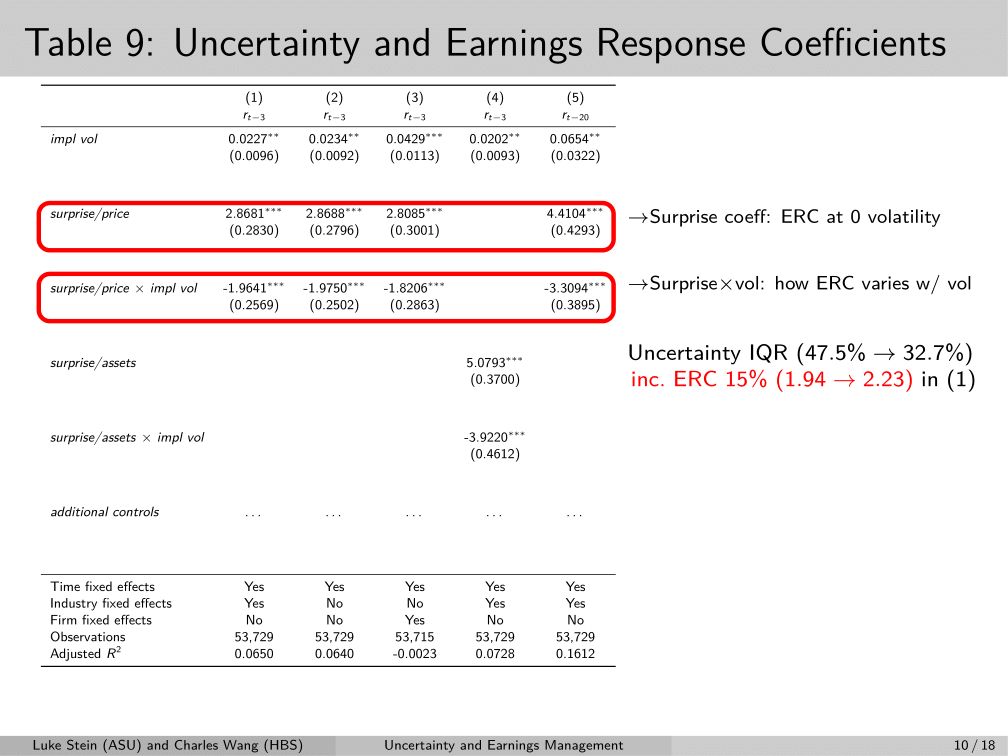 Table 9: Uncertainty and Earnings Response Coefficients
(1) (2) (3) (4) (5)
r_{t−3} r_{t−3} r_{t−3} r_{t−3} r_{t−20}
impl vol 0.0227** 0.0234** 0.0429*** 0.0202** 0.0654**
(0.0096) (0.0092) (0.0113) (0.0093) (0.0322)
surprise/price 2.8681*** 2.8688*** 2.8085*** 4.4104***
→Surprise coeff: ERC at 0 volatility
(0.2830) (0.2796) (0.3001) (0.4293)
surprise/price × impl vol -1.9641*** -1.9750*** -1.8206*** -3.3094***
→Surprise×vol: how ERC varies w/ vol
(0.2569) (0.2502) (0.2863) (0.3895)
Uncertainty IQR (47.5% → 32.7%)
inc. ERC 15% (1.94 → 2.23) in (1)
surprise/assets 5.0793***
(0.3700)
surprise/assets × impl vol -3.9220***
(0.4612)
additional controls ... ... ... ... ...
Time fixed effects Yes Yes Yes Yes Yes
Industry fixed effects Yes No No Yes Yes
Firm fixed effects No No Yes No No
Observations 53,729 53,729 53,715 53,729 53,729
Adjusted R² 0.0650 0.0640 -0.0023 0.0728 0.1612
Luke Stein (ASU) and Charles Wang (HBS) Uncertainty and Earnings Management 10 / 18